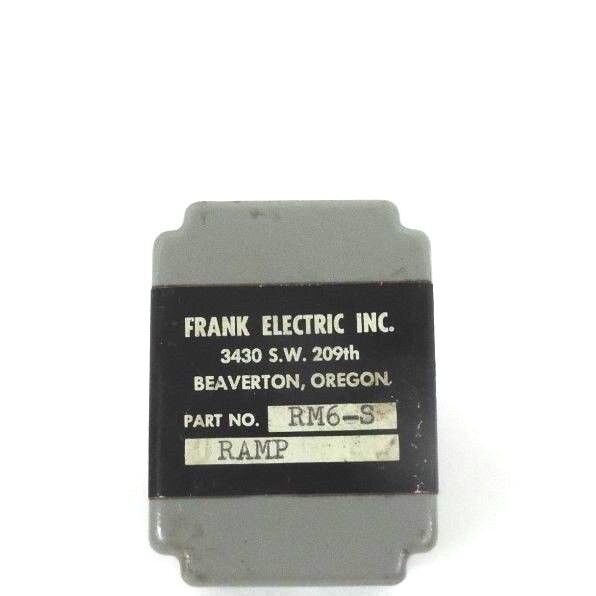 FRANK ELECTRIC INC.
3430 S.W. 209th
BEAVERTON, OREGON
PART NO. RM6-S
RAMP